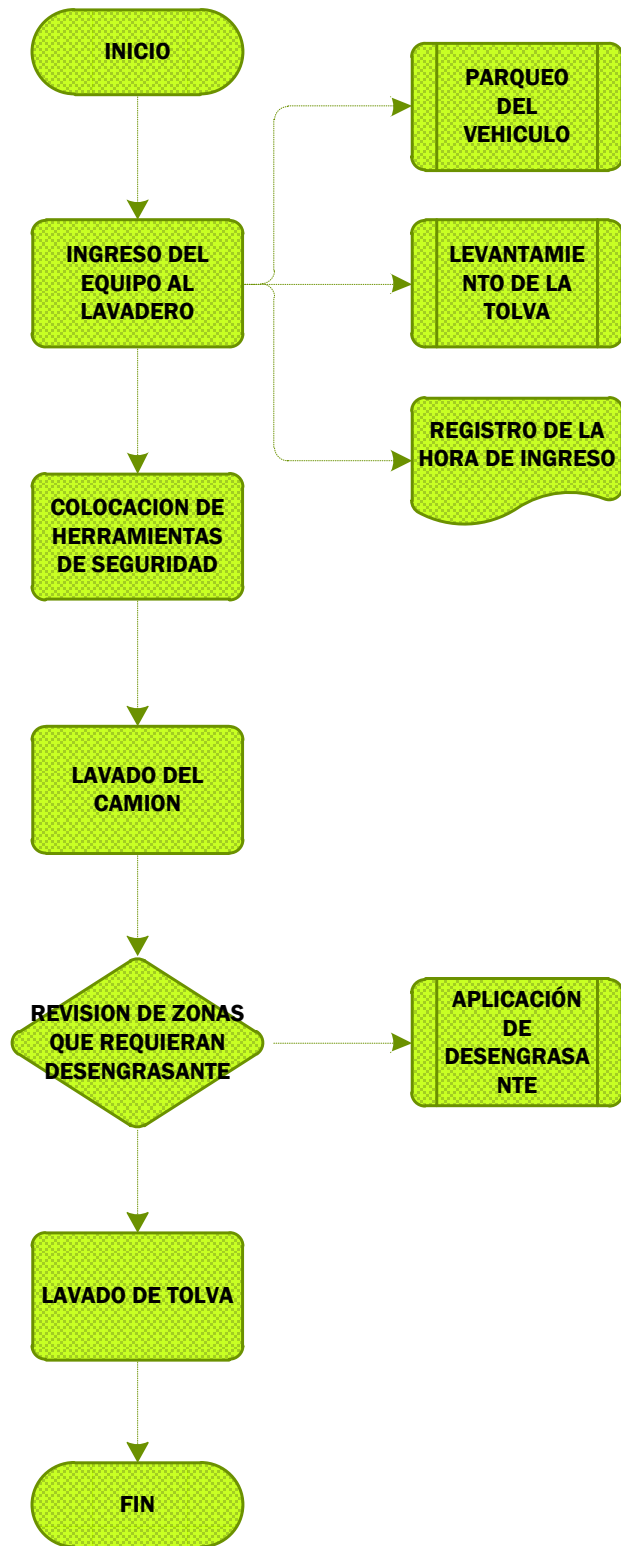 INICIO
PARQUEO
DEL
VEHICULO
INGRESO DEL
EQUIPO AL
LAVADERO
LEVANTAMIE
NTO DE LA
TOLVA
REGISTRO DE LA
HORA DE INGRESO
COLOCACION DE
HERRAMIENTAS
DE SEGURIDAD
LAVADO DEL
CAMION
REVISION DE ZONAS
QUE REQUIERAN
DESENGRASANTE
APLICACIÓN
DE
DESENGRASA
NTE
LAVADO DE TOLVA
FIN